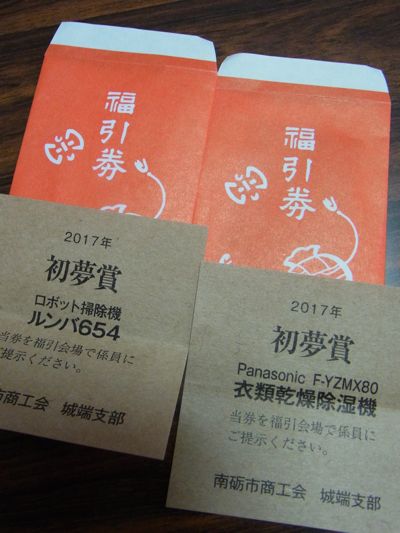 福引券
福引券
2017年
初夢賞
ロボット掃除機
ルンバ654
当券を福引会場で係員に
ご提示ください。
南砺市商工会 城端支部
2017年
初夢賞
Panasonic F-YZMX80
衣類乾燥除湿機
当券を福引会場で係員に
ご提示ください。
南砺市商工会 城端支部